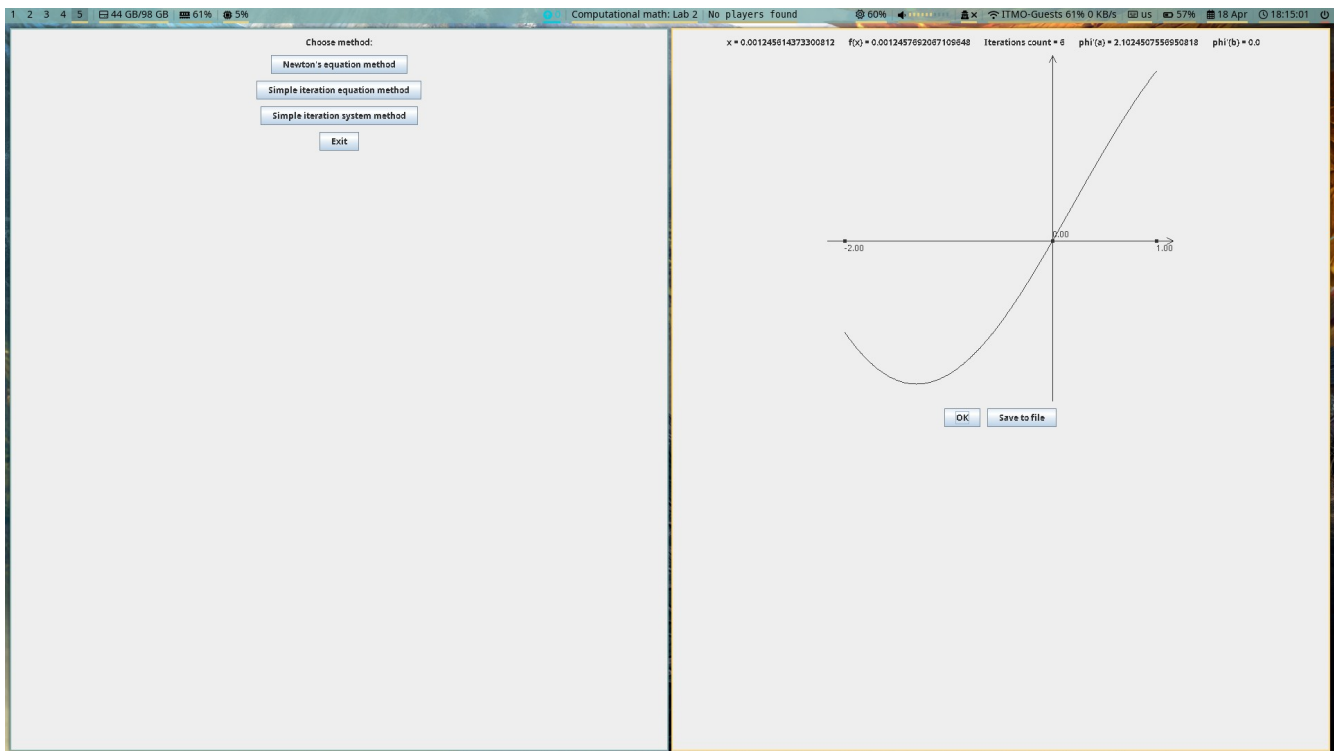 1 2 3 4 5 44 GB/98 GB 61% 5% Computational math: Lab 2 No players found 60% ITMO-Guests 61% 0 KB/s us 57% 18 Apr 18:15:01
Choose method:
Newton's equation method
Simple iteration equation method
Simple iteration system method
Exit
x = 0.001245614373300812 f(x) = 0.0012457692067109648 Iterations count = 6 phi'(a) = 2.1024507556950818 phi'(b) = 0.0
0.00
-2.00 1.00
OK Save to file